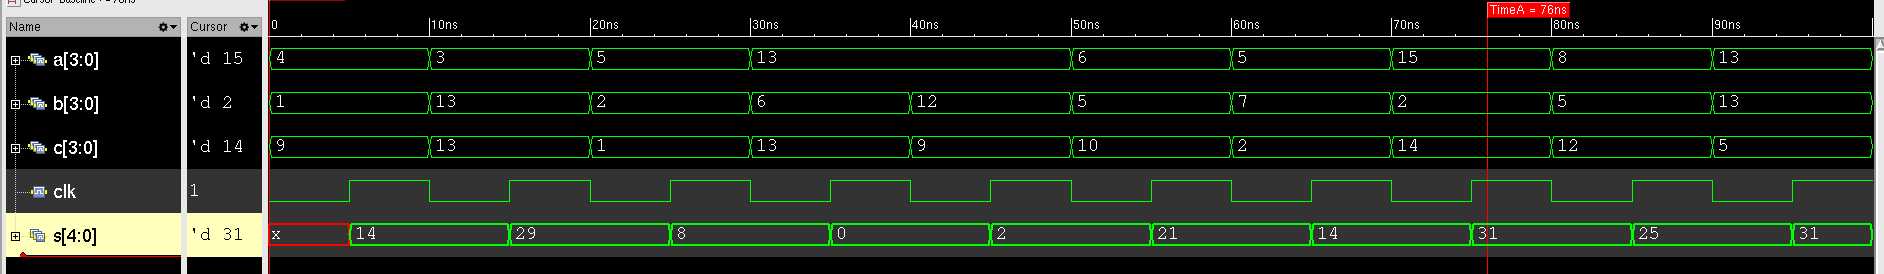 TimeA = 76ns
Name Cursor 0 10ns 20ns 30ns 40ns 50ns 60ns 70ns 80ns 90ns
a[3:0] 'd 15 4 3 5 13 6 5 15 8 13
b[3:0] 'd 2 1 13 2 6 12 5 7 2 5 13
c[3:0] 'd 14 9 13 1 13 9 10 2 14 12 5
clk 1
s[4:0] 'd 31 x 14 29 8 0 2 21 14 31 25 31